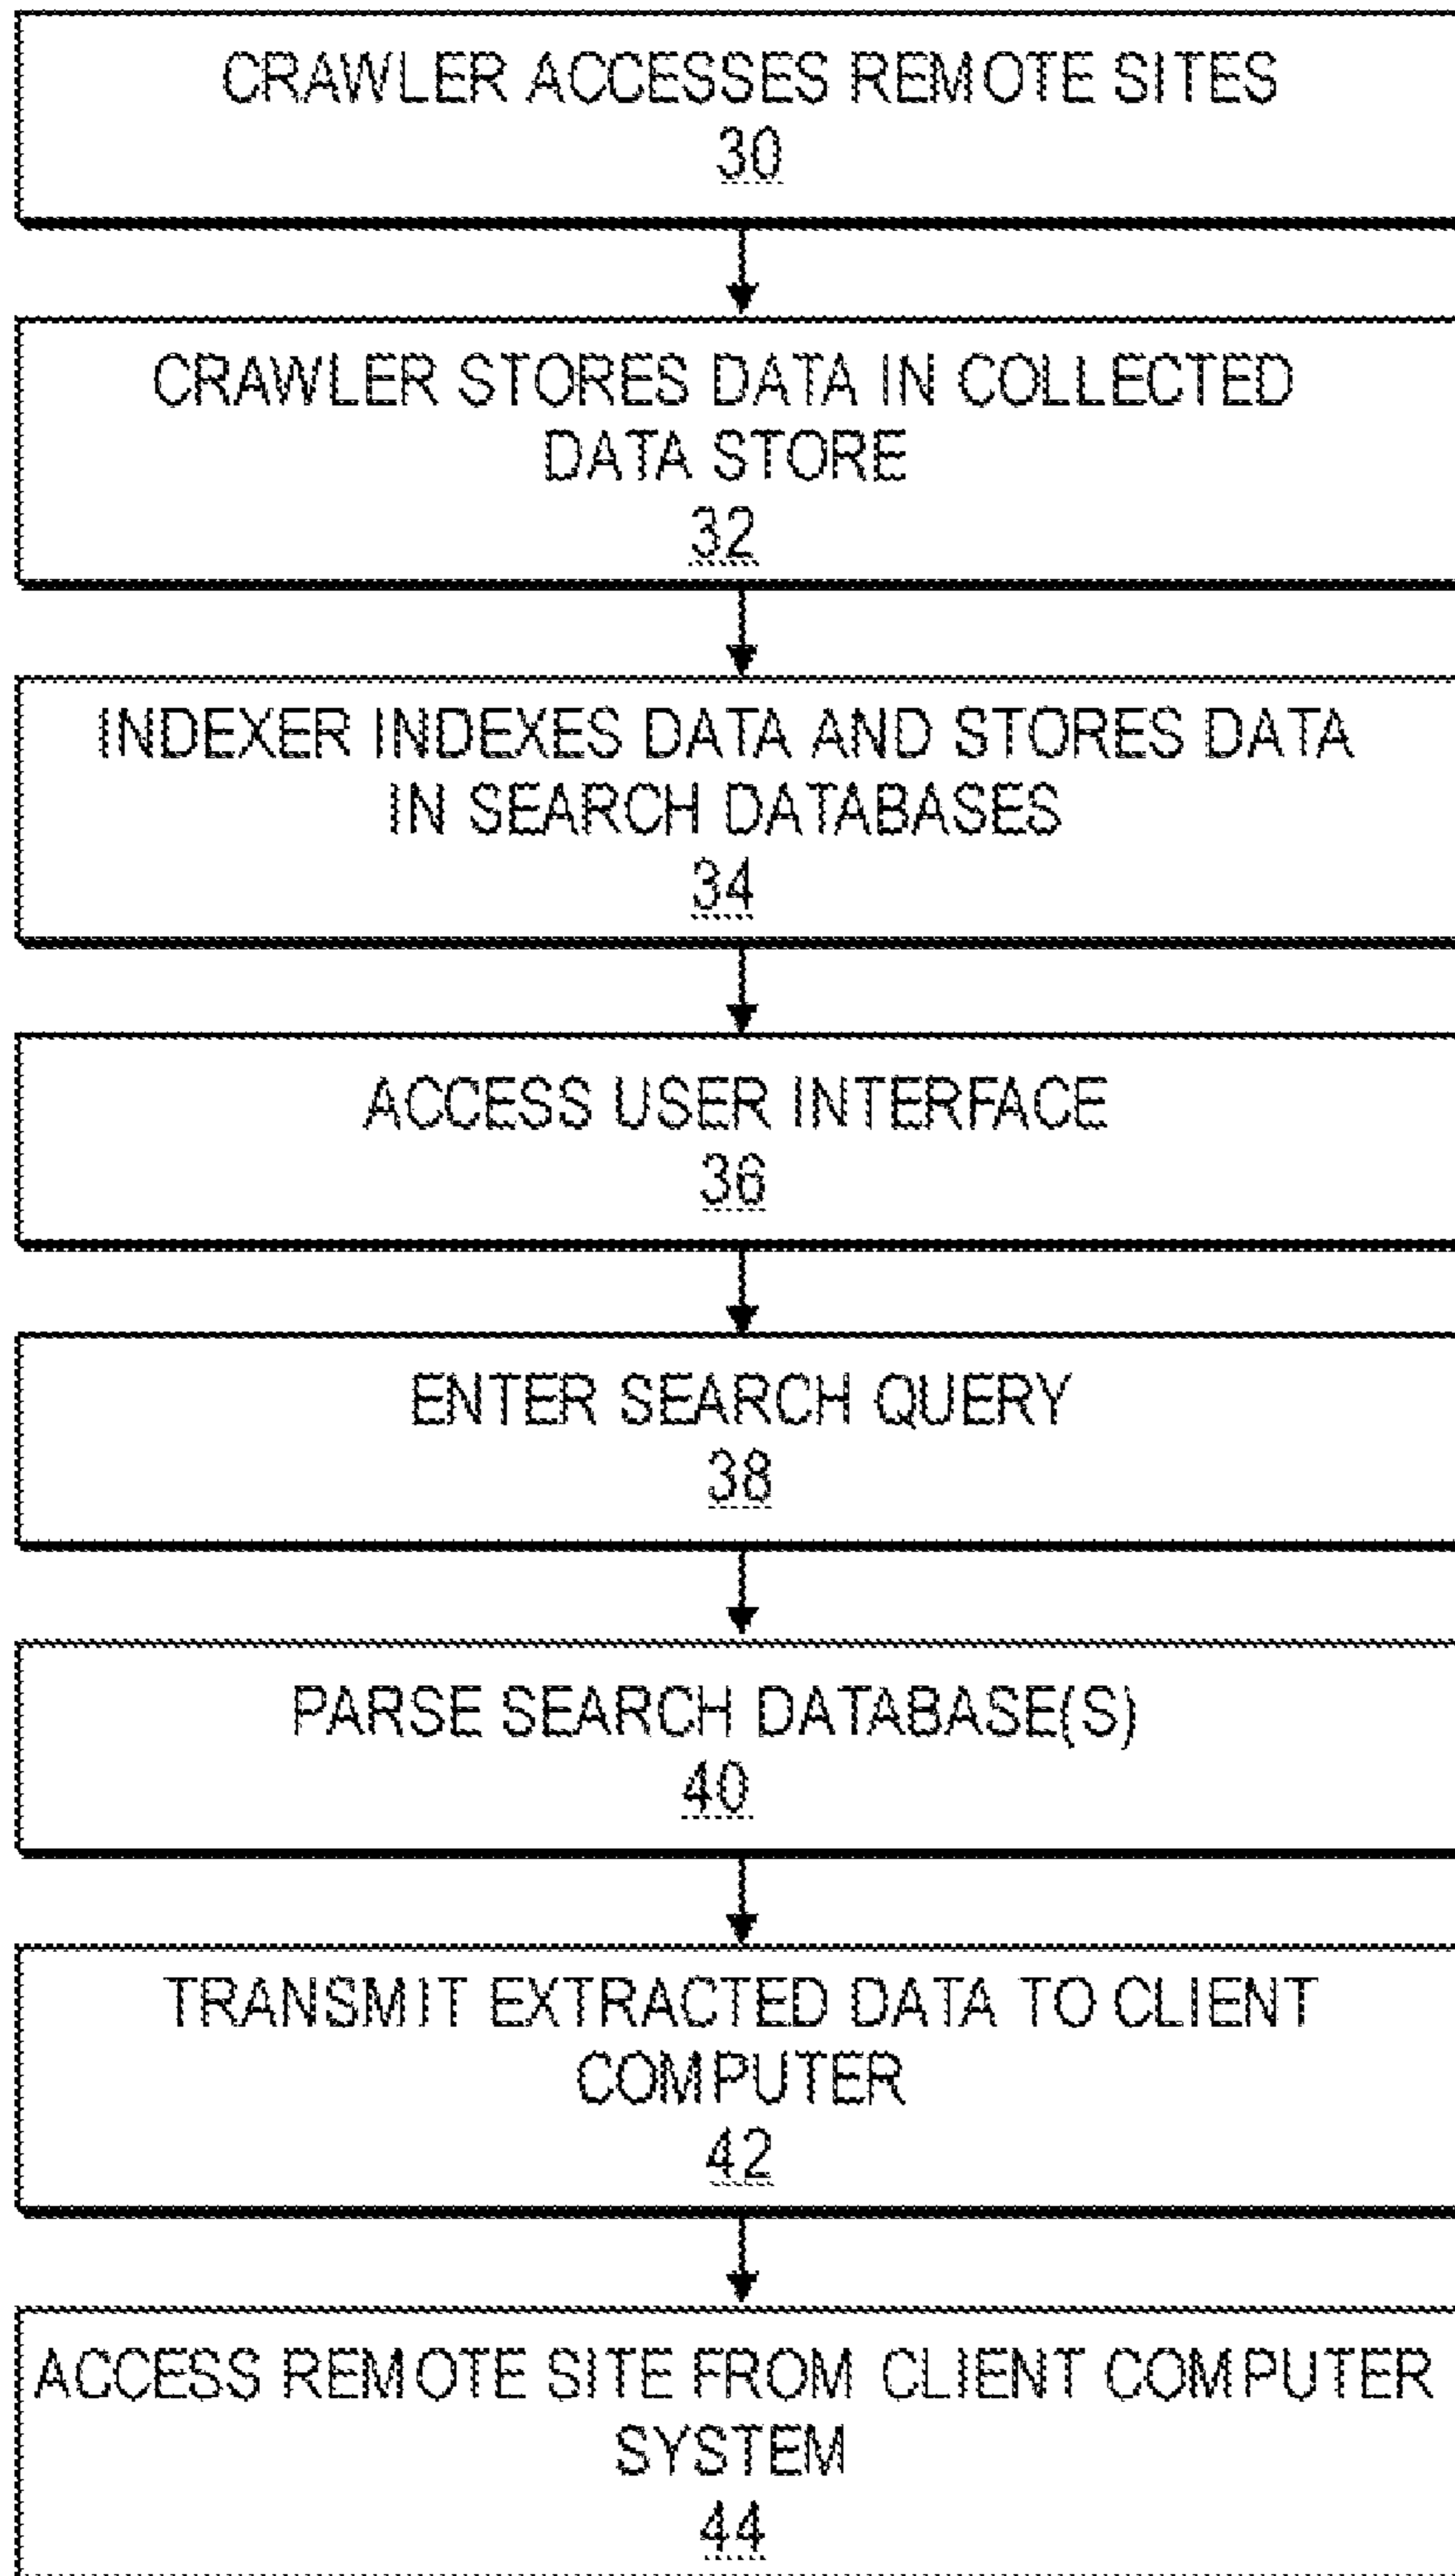 CRAWLER ACCESSES REMOTE SITES
30
CRAWLER STORES DATA IN COLLECTED
DATA STORE
32
INDEXER INDEXES DATA AND STORES DATA
IN SEARCH DATABASES
34
ACCESS USER INTERFACE
36
ENTER SEARCH QUERY
38
PARSE SEARCH DATABASE(S)
40
TRANSMIT EXTRACTED DATA TO CLIENT
COMPUTER
42
ACCESS REMOTE SITE FROM CLIENT COMPUTER
SYSTEM
44